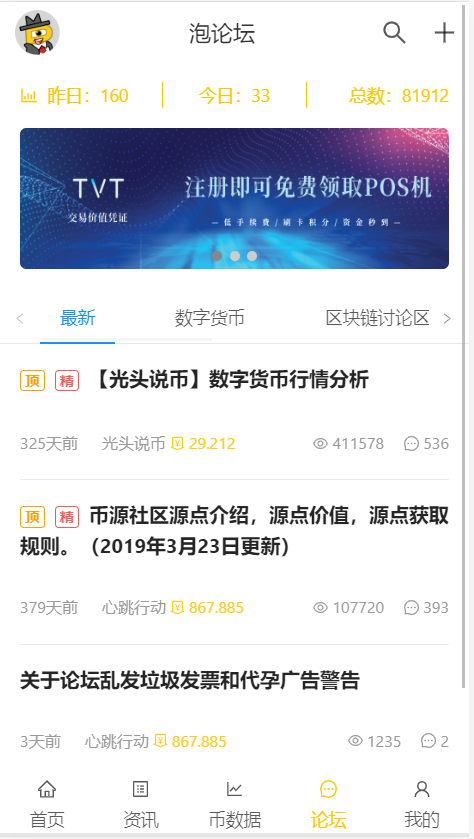 泡论坛
昨日：160 今日：33 总数：81912
TVT
交易价值凭证
注册即可免费领取POS机
—低手续费/刷卡积分/资金秒到—
最新 数字货币 区块链讨论区
顶 精 【光头说币】数字货币行情分析
325天前 光头说币 29.212 411578 536
顶 精 币源社区源点介绍，源点价值，源点获取
规则。（2019年3月23日更新）
379天前 心跳行动 867.885 107720 393
关于论坛乱发垃圾发票和代孕广告警告
3天前 心跳行动 867.885 1235 2
首页 资讯 币数据 论坛 我的